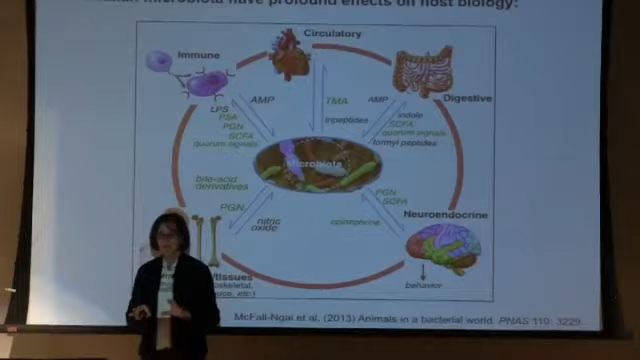 have profound effects on host biology:
Circulatory
Immune
Digestive
AMP
TMA
AMP
LPS
PSA
PGN
SCFA
quorum signals
tripeptides
indole
SCFA
quorum signals
formyl peptides
Microbiota
bile-acid
derivatives
PGN
SCFA
PGN
nitric
oxide
epinephrine
Neuroendocrine
behavior
/tissues
McFall-Ngai et al. (2013) Animals in a bacterial world. PNAS 110: 3229